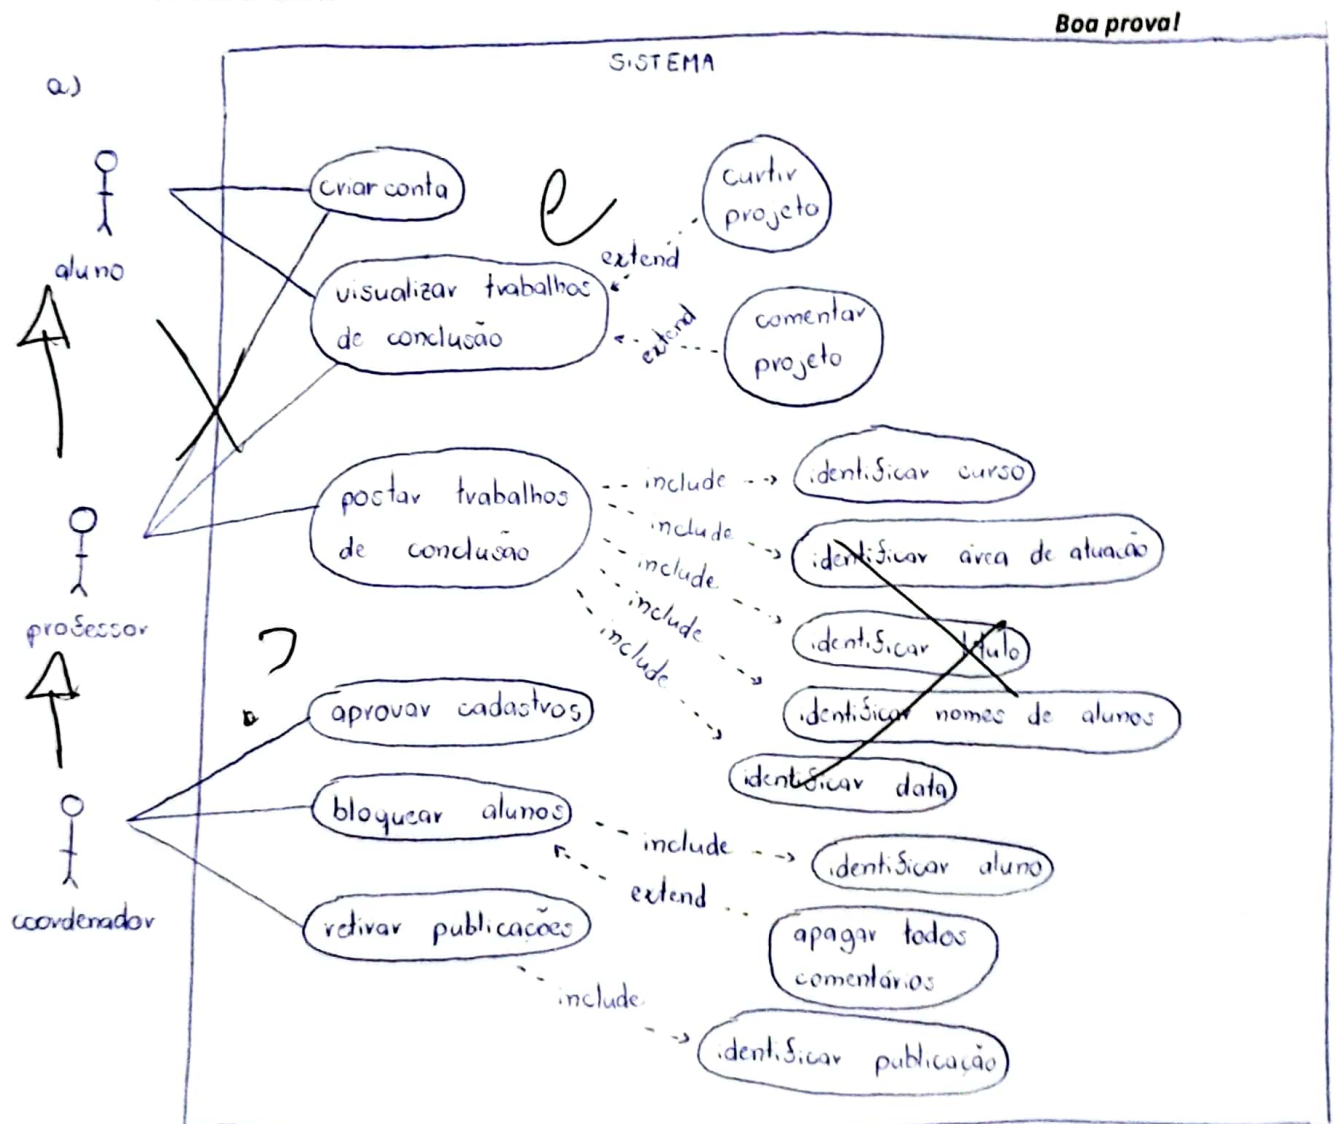 Boa prova!
SISTEMA
a)
aluno
criar conta
curtir
projeto
extend
visualizar trabalhos
de conclusão
extend
comentar
projeto
professor
postar trabalhos
de conclusão
include
identificar curso
include
identificar área de atuação
include
identificar título
include
identificar nomes de alunos
include
identificar data
?
coordenador
aprovar cadastros
bloquear alunos
include
identificar aluno
extend
apagar todos
comentários
retirar publicações
include
identificar publicação